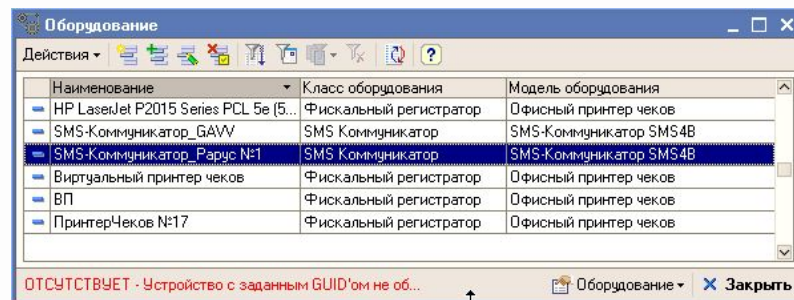 Оборудование
Действия
Наименование Класс оборудования Модель оборудования
HP LaserJet P2015 Series PCL 5e (5... Фискальный регистратор Офисный принтер чеков
SMS-Коммуникатор_GAVV SMS Коммуникатор SMS-Коммуникатор SMS4B
SMS-Коммуникатор_Рарус №1 SMS Коммуникатор SMS-Коммуникатор SMS4B
Виртуальный принтер чеков Фискальный регистратор Офисный принтер чеков
ВП Фискальный регистратор Офисный принтер чеков
ПринтерЧеков №17 Фискальный регистратор Офисный принтер чеков
ОТСУТСТВУЕТ - Устройство с заданным GUID'ом не об... Оборудование Закрыть